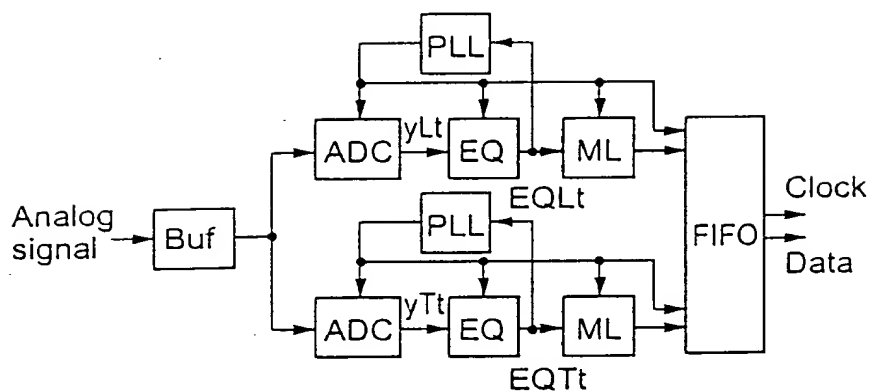 PLL
ADC
yLt
EQ
ML
EQLt
Analog
signal
Buf
PLL
FIFO
Clock
Data
ADC
yTt
EQ
ML
EQTt